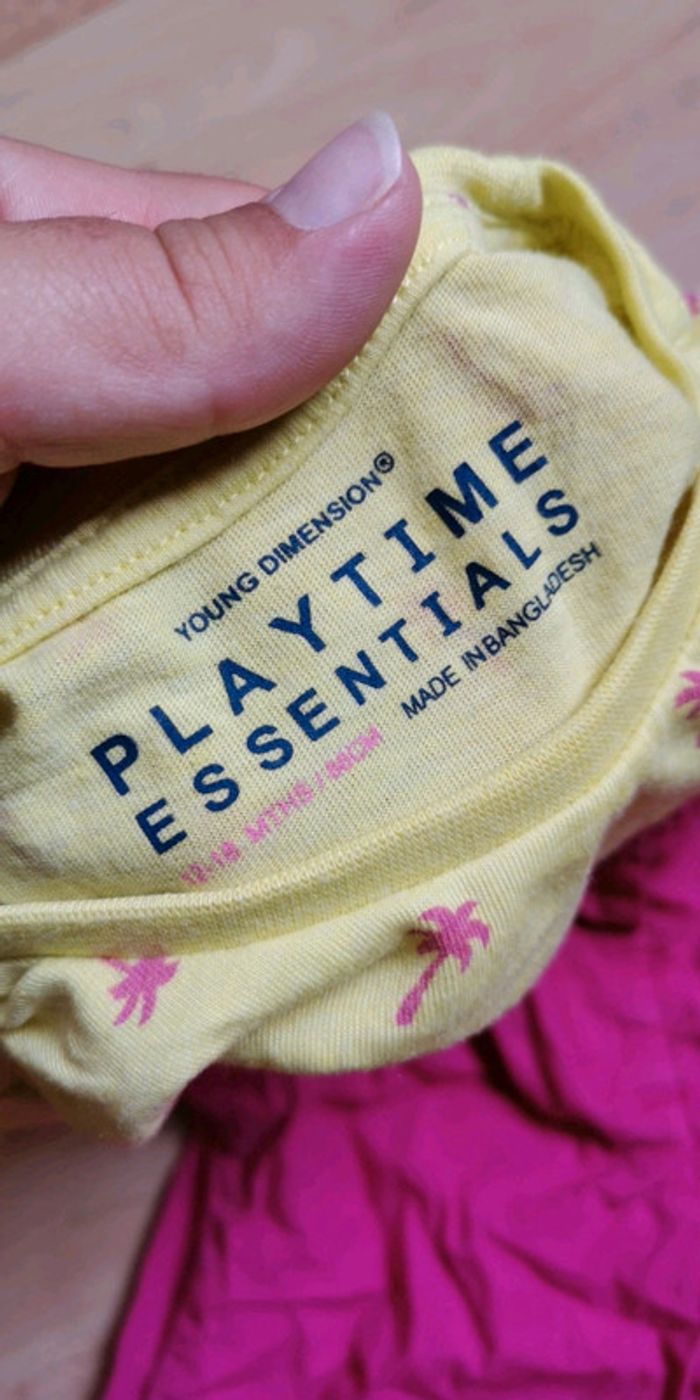 YOUNG DIMENSION®
PLAYTIME
ESSENTIALS
MADE IN BANGLADESH
12-18 MTHS / 86CM